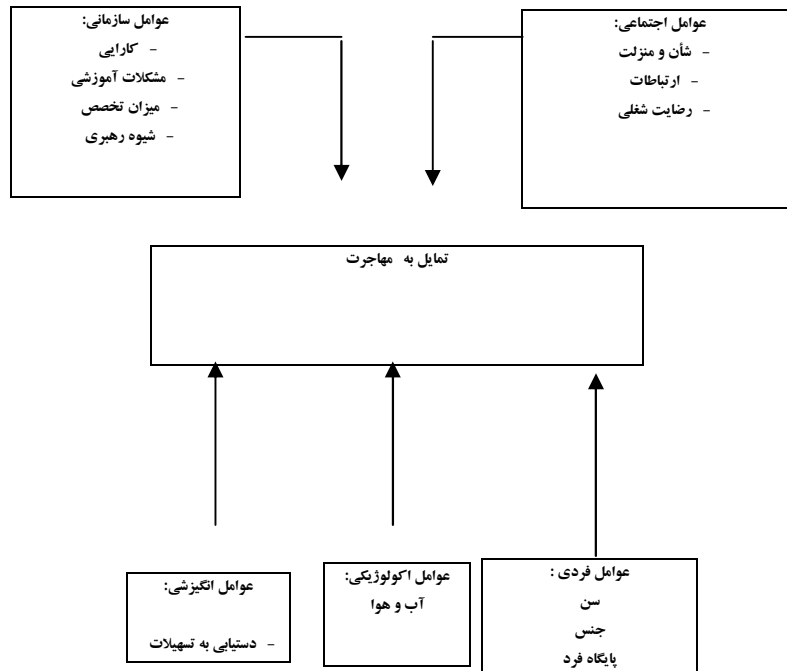 عوامل اجتماعی:
- شأن و منزلت
- ارتباطات
- رضایت شغلی
عوامل سازمانی:
- کارایی
- مشکلات آموزشی
- میزان تخصص
- شیوه رهبری
تمایل به مهاجرت
عوامل فردی :
سن
جنس
پایگاه فرد
عوامل اکولوژیکی:
آب و هوا
عوامل انگیزشی:
- دستیابی به تسهیلات